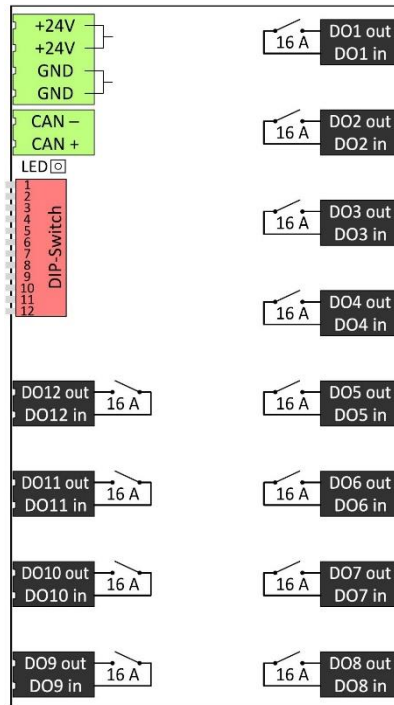 +24V
+24V
GND
GND
CAN –
CAN +
LED
1
2
3
4
5
6
7
8
9
10
11
12
DIP-Switch
DO12 out
DO12 in
16 A
DO11 out
DO11 in
16 A
DO10 out
DO10 in
16 A
DO9 out
DO9 in
16 A
16 A
DO1 out
DO1 in
16 A
DO2 out
DO2 in
16 A
DO3 out
DO3 in
16 A
DO4 out
DO4 in
16 A
DO5 out
DO5 in
16 A
DO6 out
DO6 in
16 A
DO7 out
DO7 in
16 A
DO8 out
DO8 in